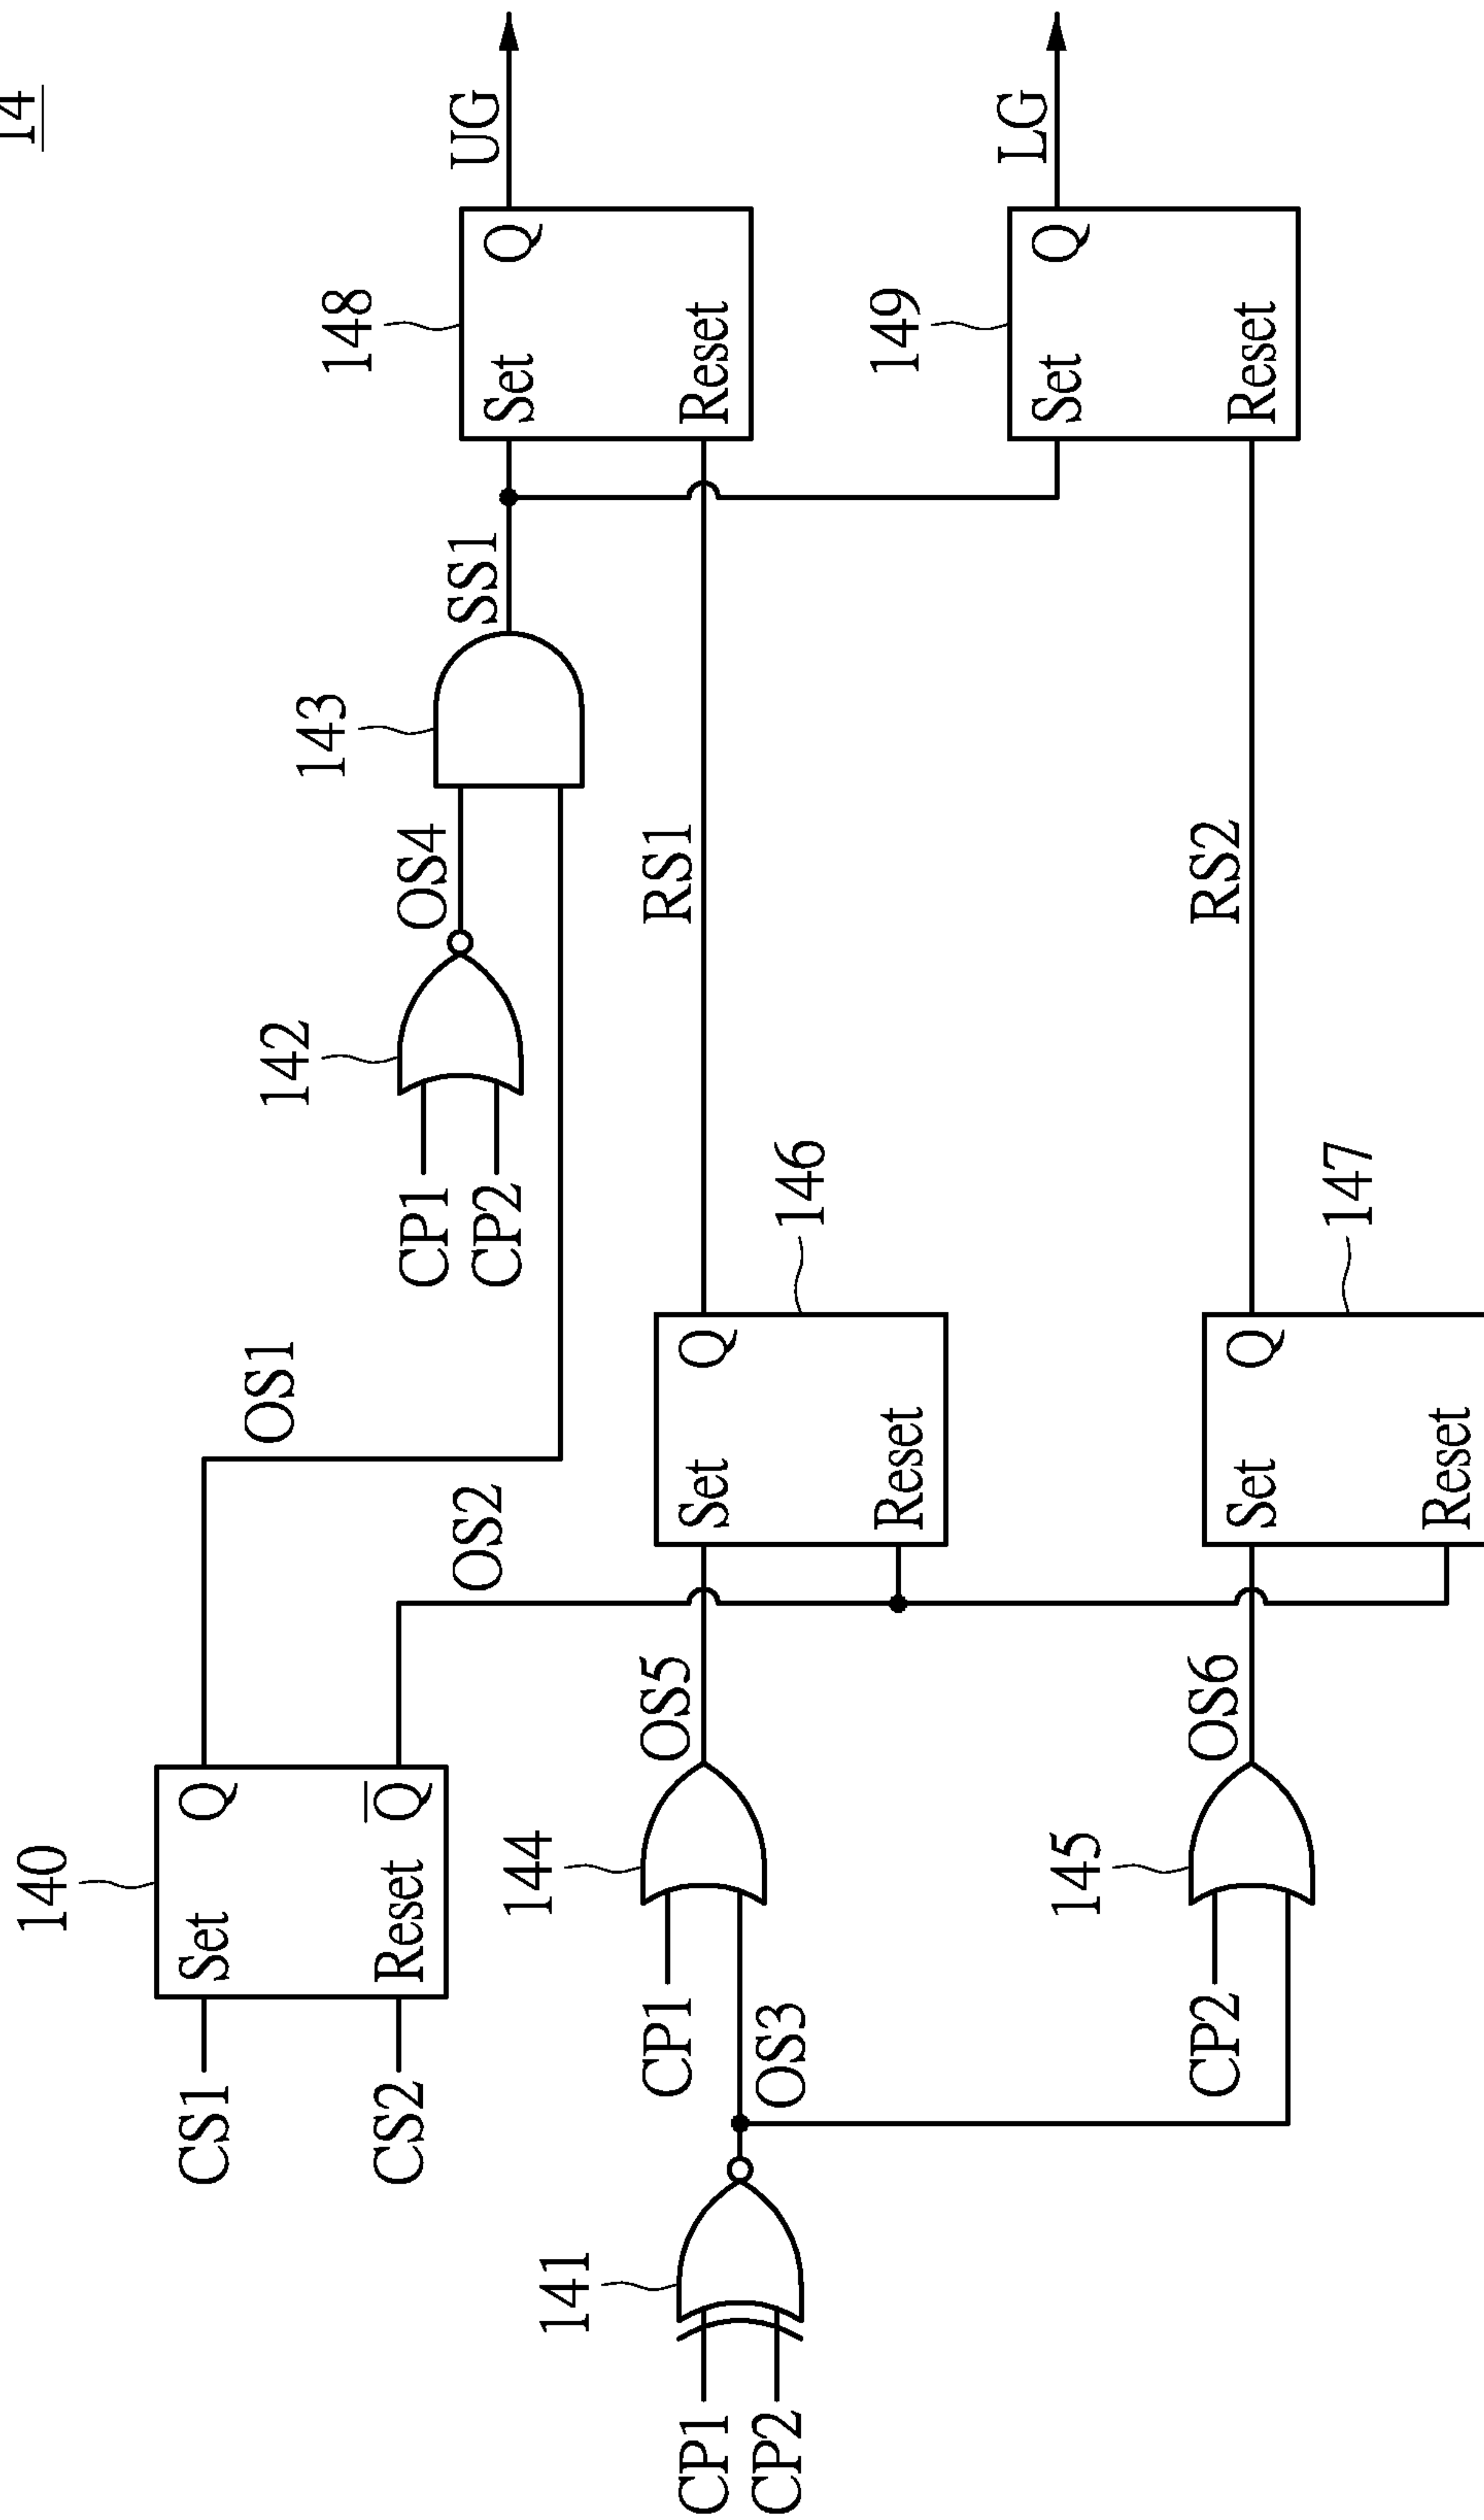 14
140
CS1
Set
Q
CS2
Reset
Q
OS1
OS2
142
CP1
CP2
OS4
143
SS1
148
Set
Q
Reset
UG
141
CP1
CP2
OS3
144
CP1
OS5
Set
Q
Reset
146
RS1
145
CP2
OS6
Set
Q
Reset
147
RS2
149
Set
Q
Reset
LG